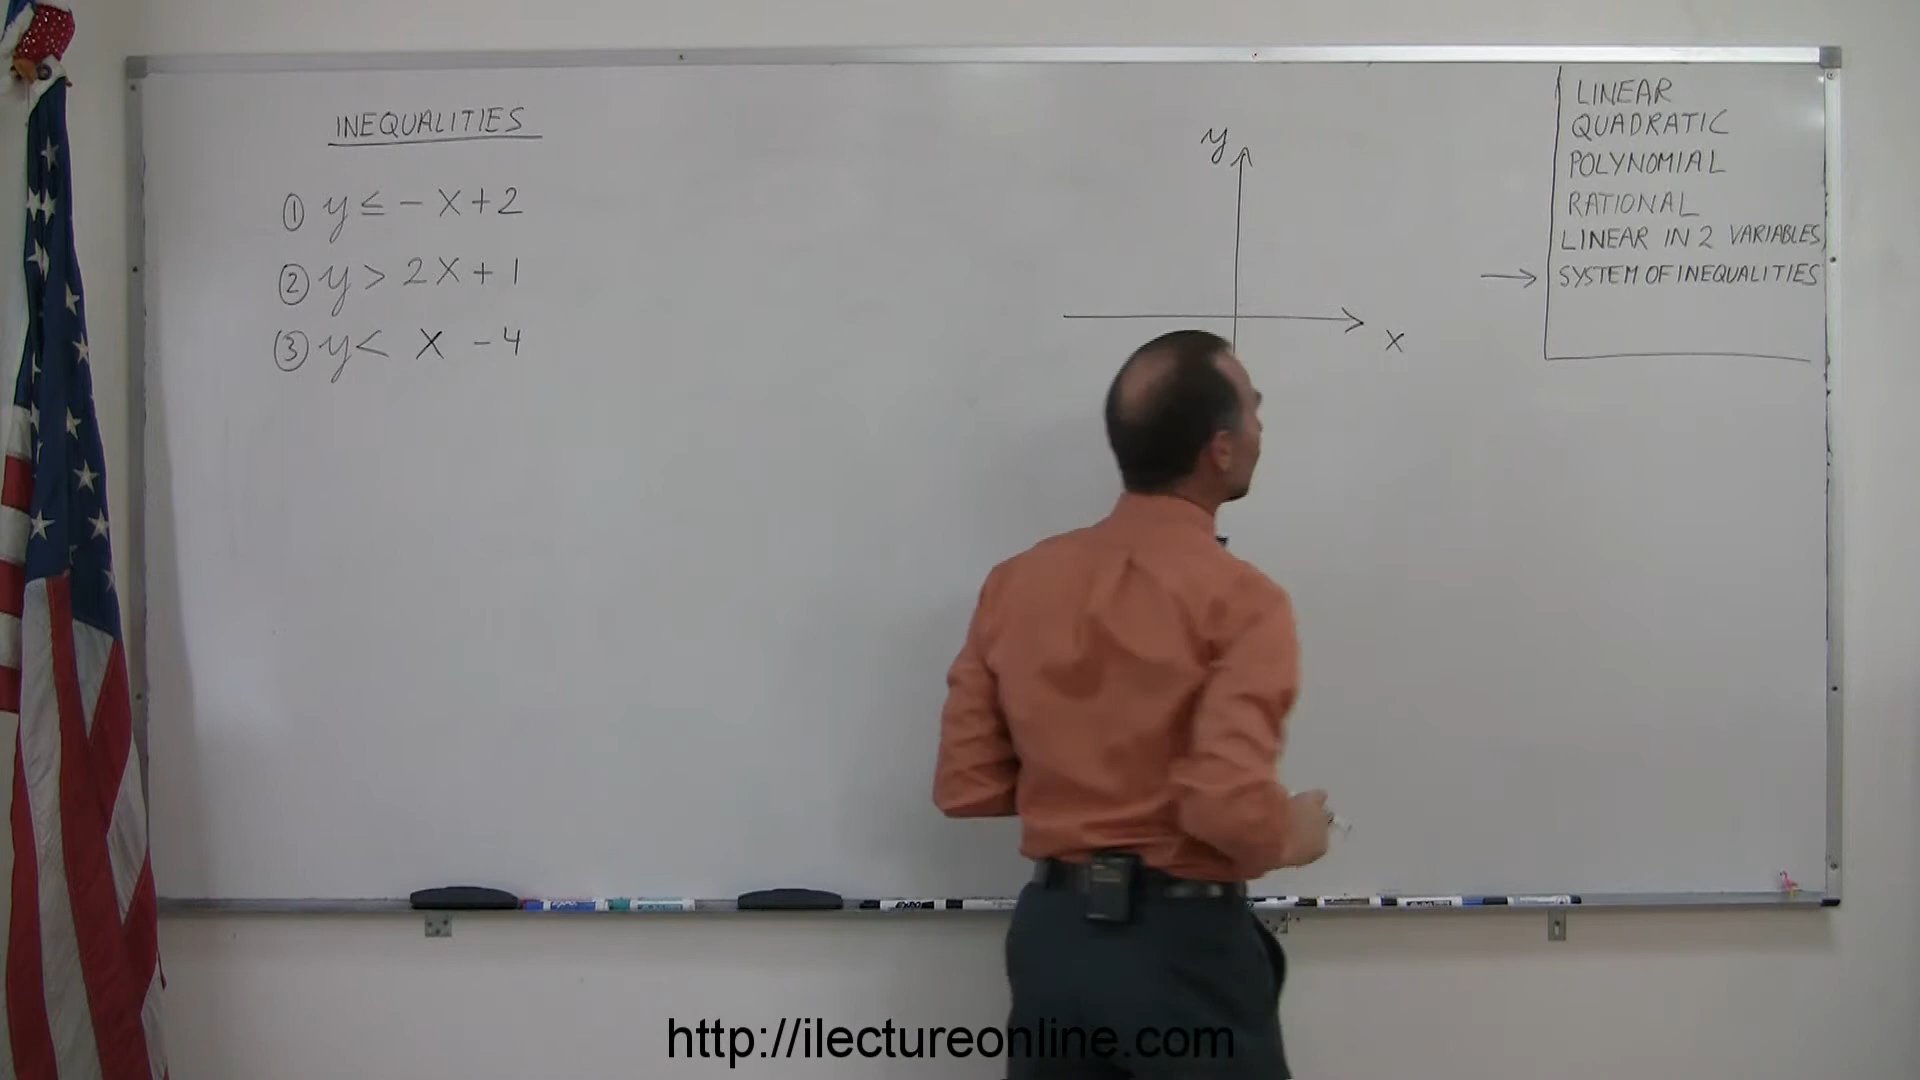 INEQUALITIES
① y ≤ - x + 2
② y > 2x + 1
③ y < x - 4
y
x
LINEAR
QUADRATIC
POLYNOMIAL
RATIONAL
LINEAR IN 2 VARIABLES
→ SYSTEM OF INEQUALITIES
EXPO
http://ilectureonline.com